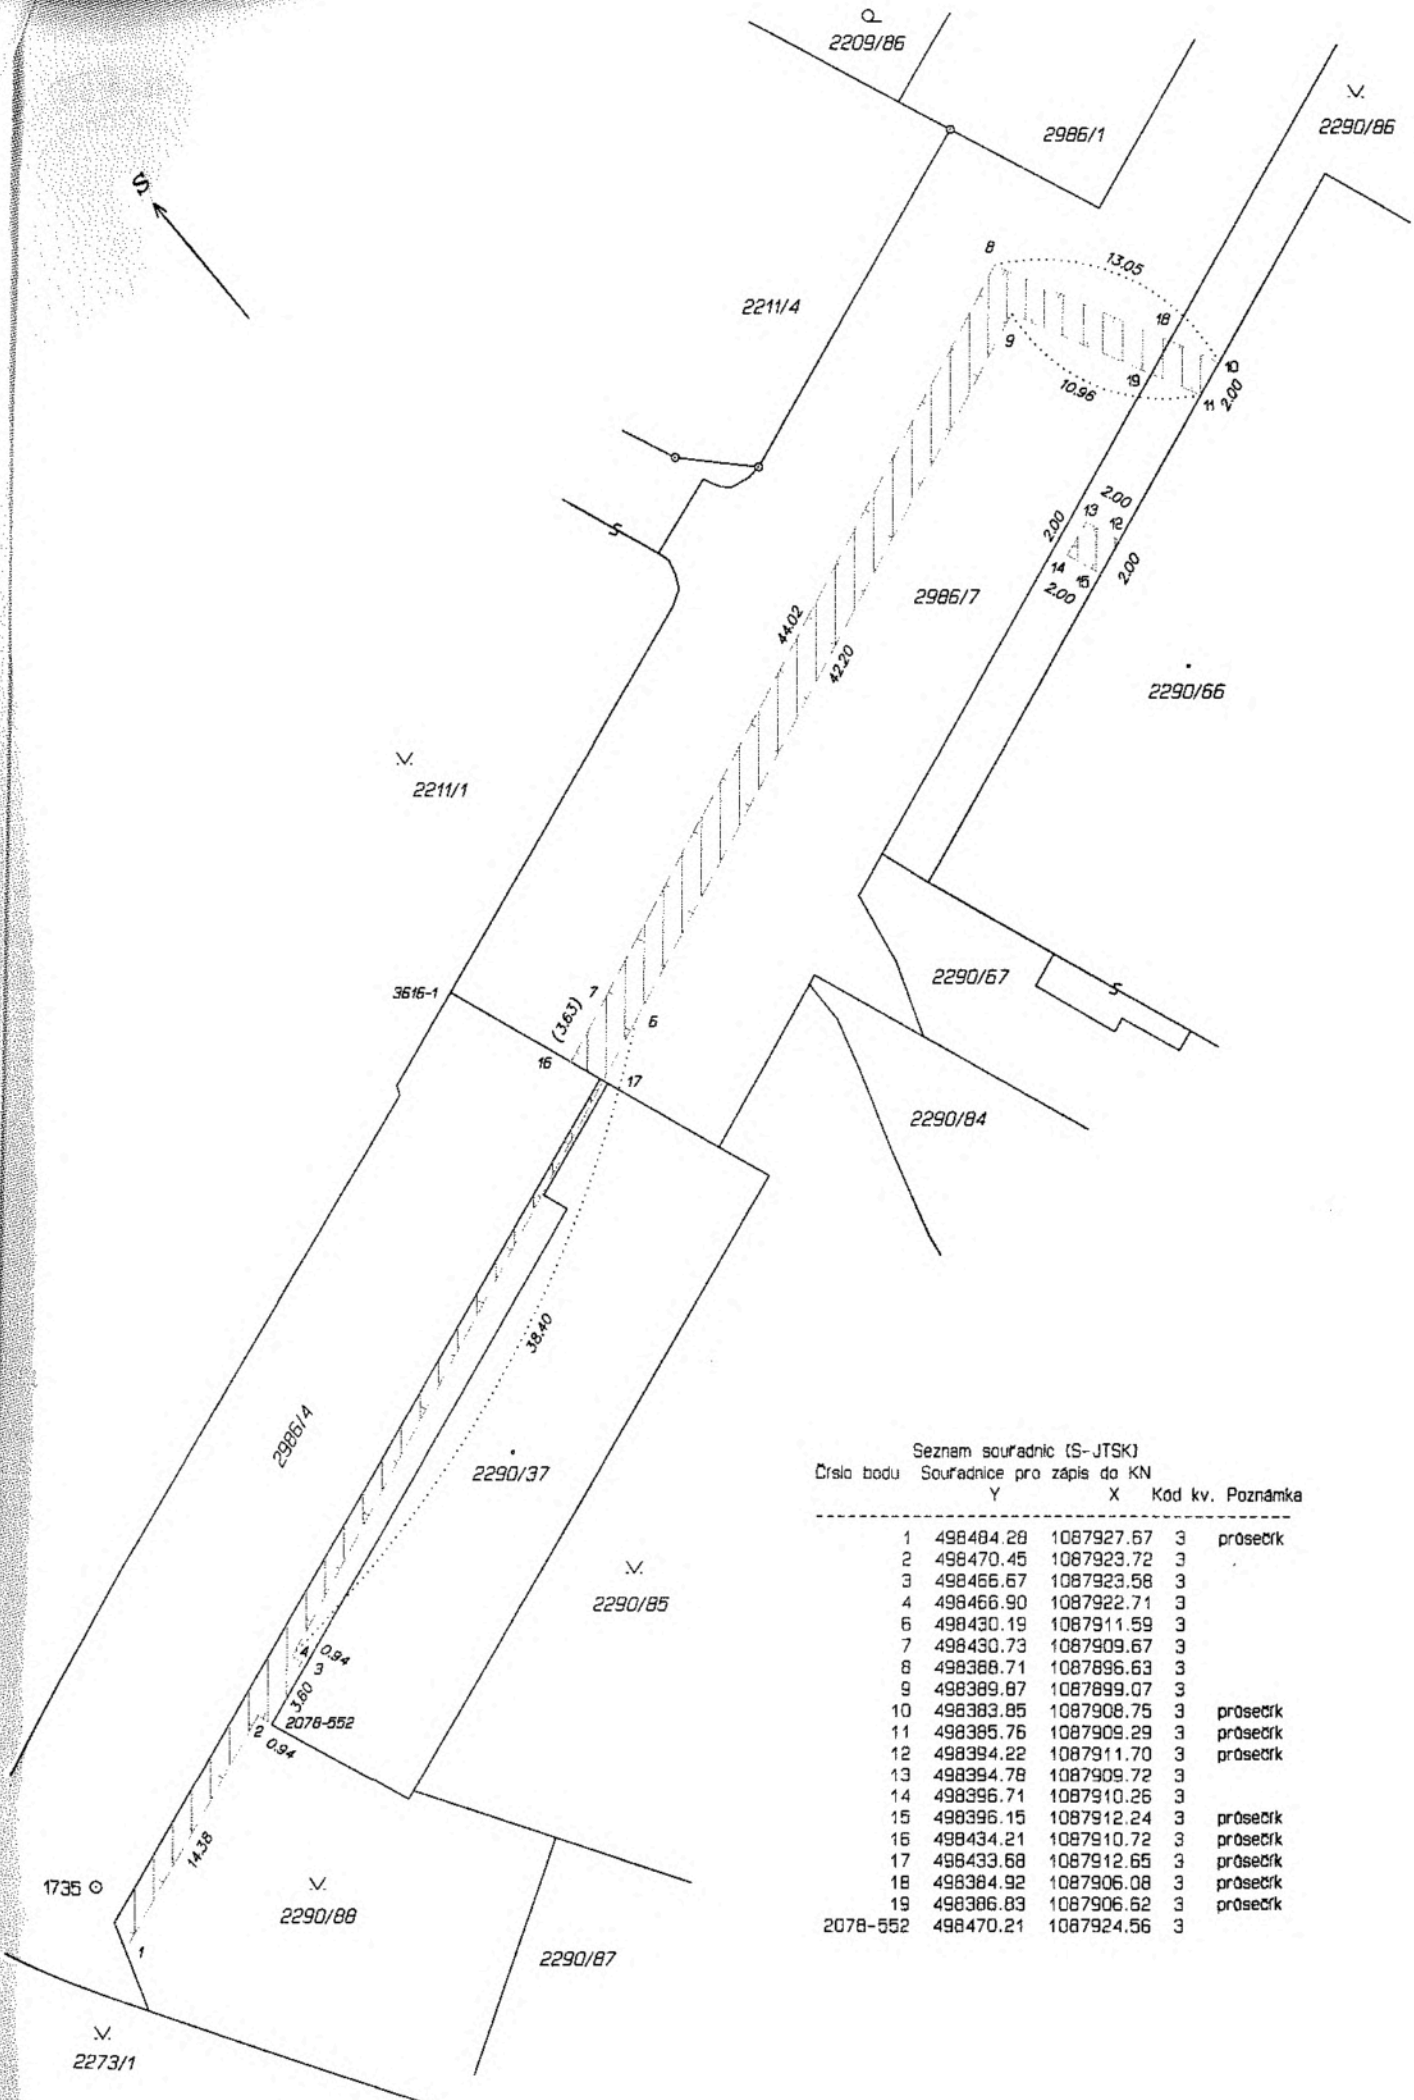 2209/86
2986/1
2290/86
S
8
13.05
2211/4
18
9
10
19
10.96
11
2.00
2.00
13
12
2.00
14
15
2.00
2.00
2986/7
44.02
42.20
2290/66
2211/1
3616-1
7
(3.63)
6
16
17
2290/67
2290/84
38.40
2986/4
2290/37
2290/85
4
0.94
3
3.60
2078-552
2
0.94
14.38
1735
2290/88
1
2290/87
2273/1
Seznam souřadnic (S-JTSK)
Číslo bodu Souřadnice pro zápis do KN
Y X Kód kv. Poznámka
1 498484.28 1087927.67 3 průsečík
2 498470.45 1087923.72 3
3 498466.67 1087923.58 3
4 498466.90 1087922.71 3
6 498430.19 1087911.59 3
7 498430.73 1087909.67 3
8 498388.71 1087896.63 3
9 498389.87 1087899.07 3
10 498383.85 1087908.75 3 průsečík
11 498385.76 1087909.29 3 průsečík
12 498394.22 1087911.70 3 průsečík
13 498394.78 1087909.72 3
14 498396.71 1087910.26 3
15 498396.15 1087912.24 3 průsečík
16 498434.21 1087910.72 3 průsečík
17 498433.68 1087912.65 3 průsečík
18 498384.92 1087906.08 3 průsečík
19 498386.83 1087906.62 3 průsečík
2078-552 498470.21 1087924.56 3